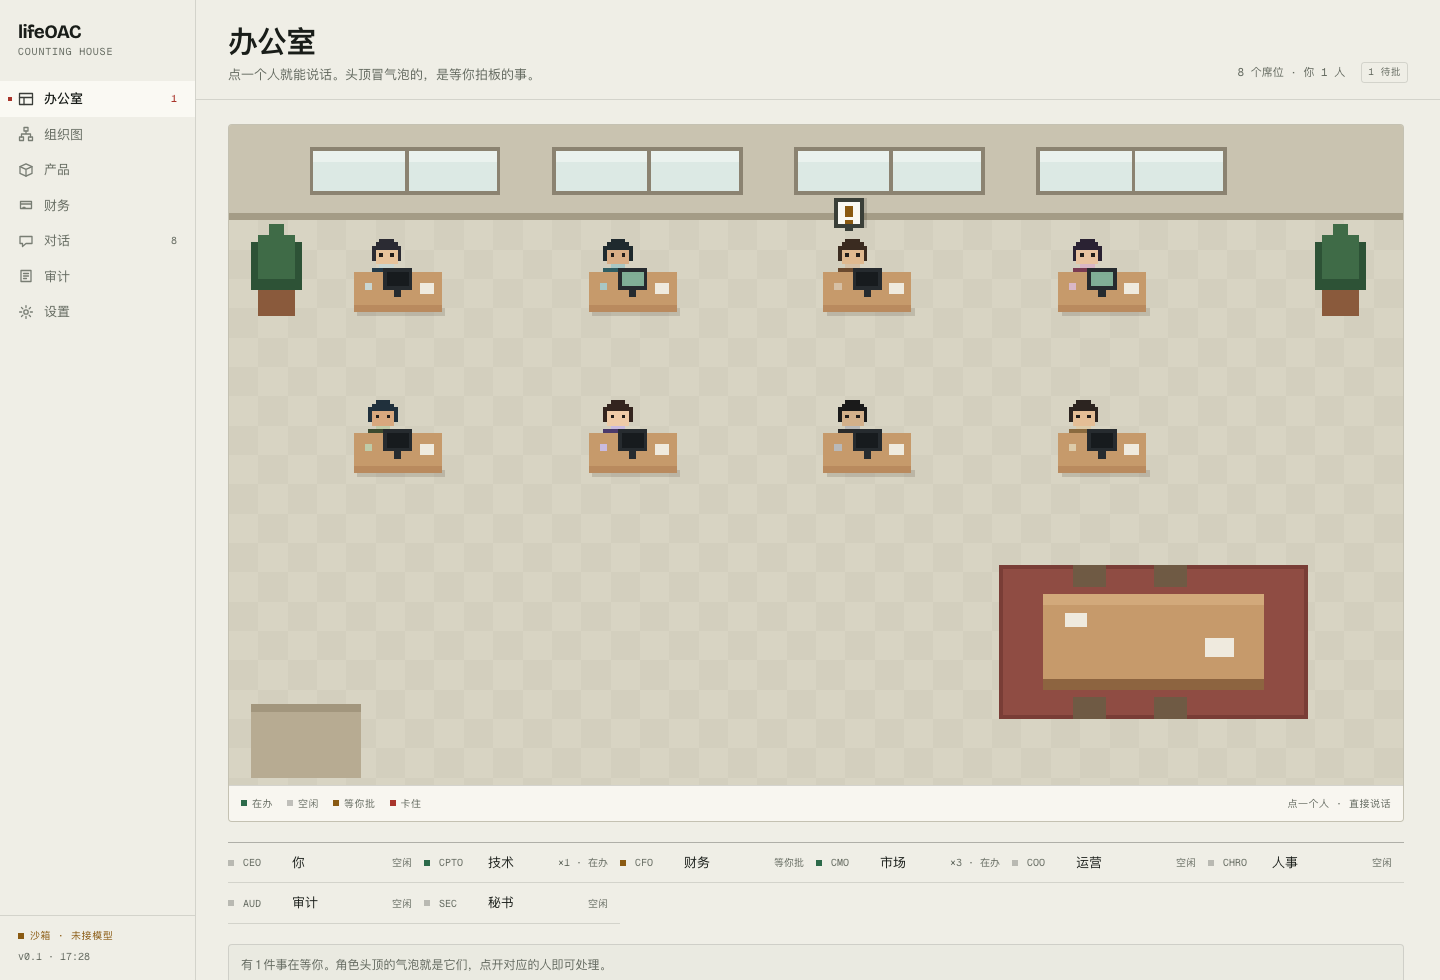 lifeOAC
COUNTING HOUSE
办公室 1
组织图
产品
财务
对话 8
审计
设置
沙箱 · 未接模型
v0.1 · 17:28
办公室
点一个人就能说话。头顶冒气泡的，是等你拍板的事。
8 个席位 · 你 1 人
1 待批
在办 空闲 等你批 卡住
点一个人 · 直接说话
CEO 你 空闲 CPTO 技术 ×1 · 在办 CFO 财务 等你批 CMO 市场 ×3 · 在办 COO 运营 空闲 CHRO 人事 空闲
AUD 审计 空闲 SEC 秘书 空闲
有 1 件事在等你。角色头顶的气泡就是它们，点开对应的人即可处理。